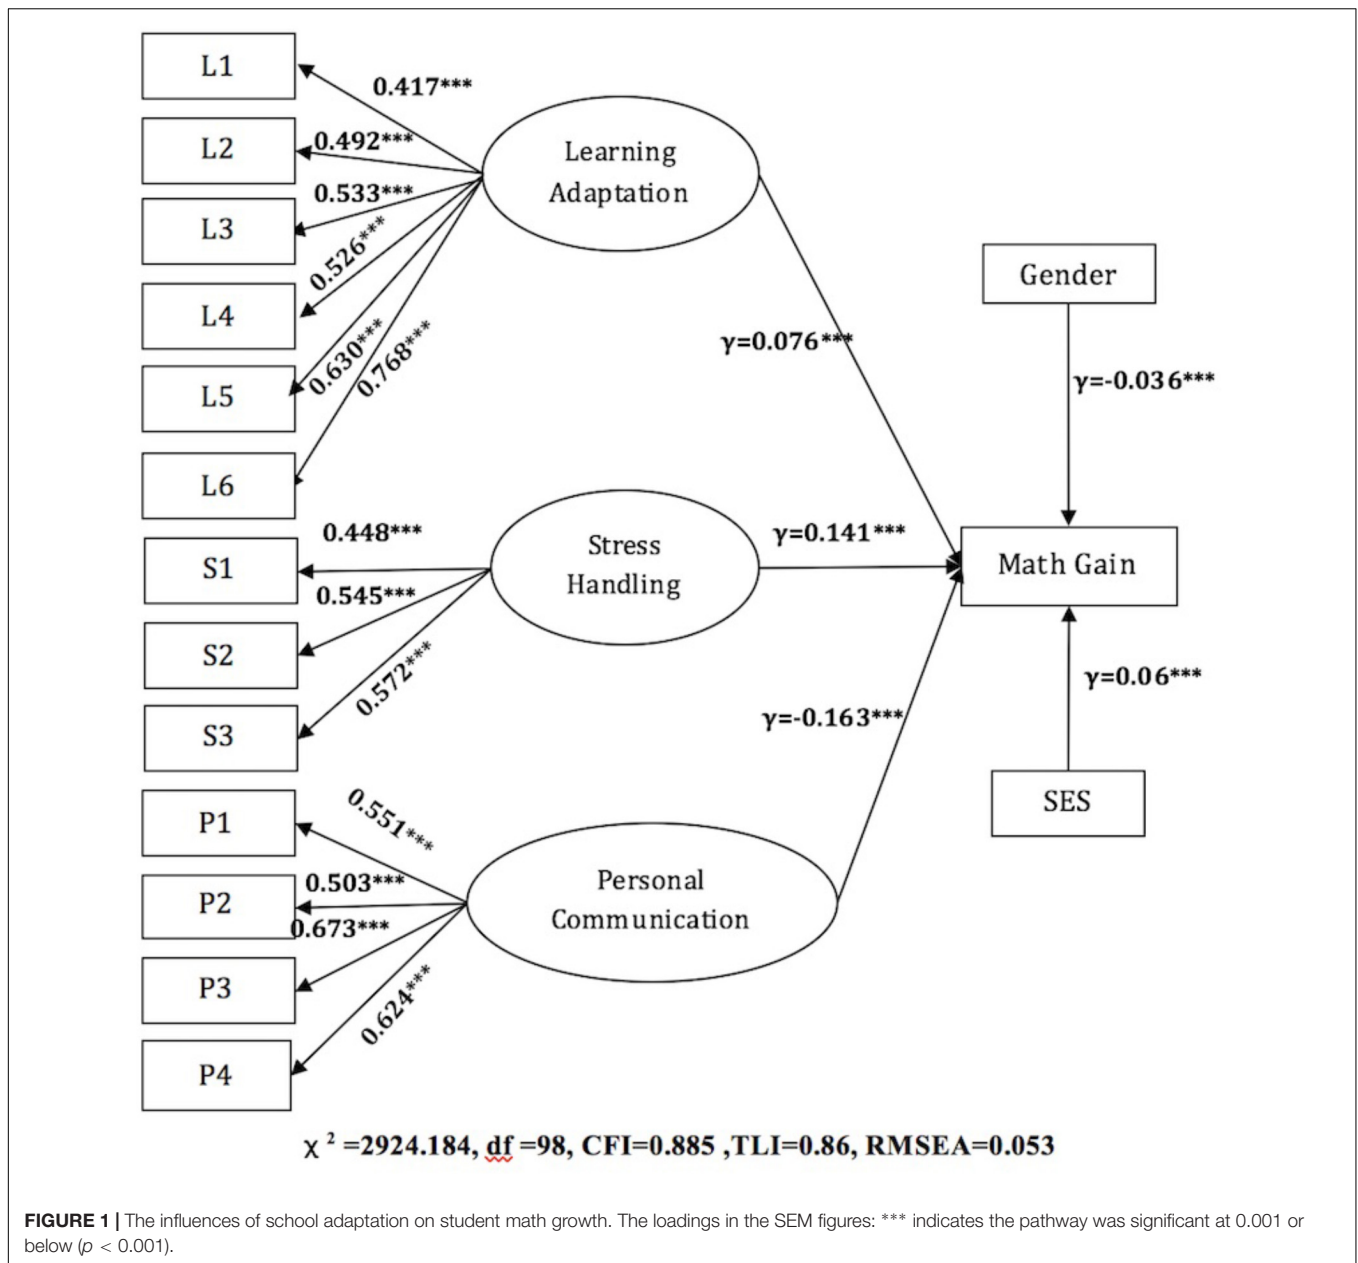 L1
0.417***
L2
0.492***
L3
0.533***
L4
0.526***
L5
0.630***
L6
0.768***
Learning
Adaptation
γ=0.076***
Gender
γ=-0.036***
S1
0.448***
S2
0.545***
S3
0.572***
Stress
Handling
γ=0.141***
Math Gain
γ=0.06***
SES
γ=-0.163***
P1
0.551***
P2
0.503***
P3
0.673***
P4
0.624***
Personal
Communication
χ ² =2924.184, df =98, CFI=0.885 ,TLI=0.86, RMSEA=0.053
FIGURE 1 | The influences of school adaptation on student math growth. The loadings in the SEM figures: *** indicates the pathway was significant at 0.001 or
below (p < 0.001).